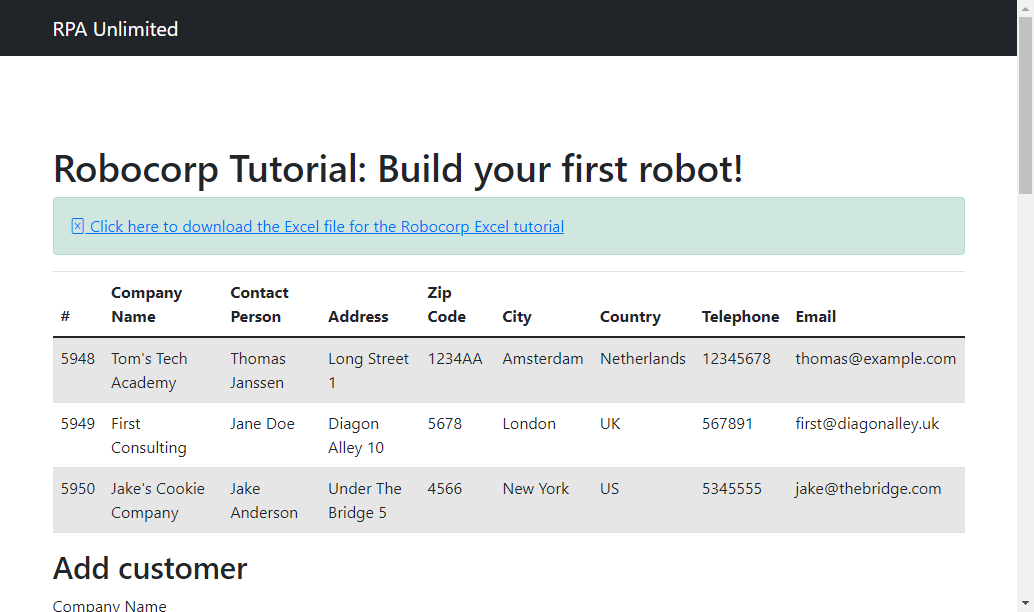 RPA Unlimited
Robocorp Tutorial: Build your first robot!
Click here to download the Excel file for the Robocorp Excel tutorial
# Company Name Contact Person Address Zip Code City Country Telephone Email
5948 Tom's Tech Academy Thomas Janssen Long Street 1 1234AA Amsterdam Netherlands 12345678 thomas@example.com
5949 First Consulting Jane Doe Diagon Alley 10 5678 London UK 567891 first@diagonalley.uk
5950 Jake's Cookie Company Jake Anderson Under The Bridge 5 4566 New York US 5345555 jake@thebridge.com
Add customer
Company Name